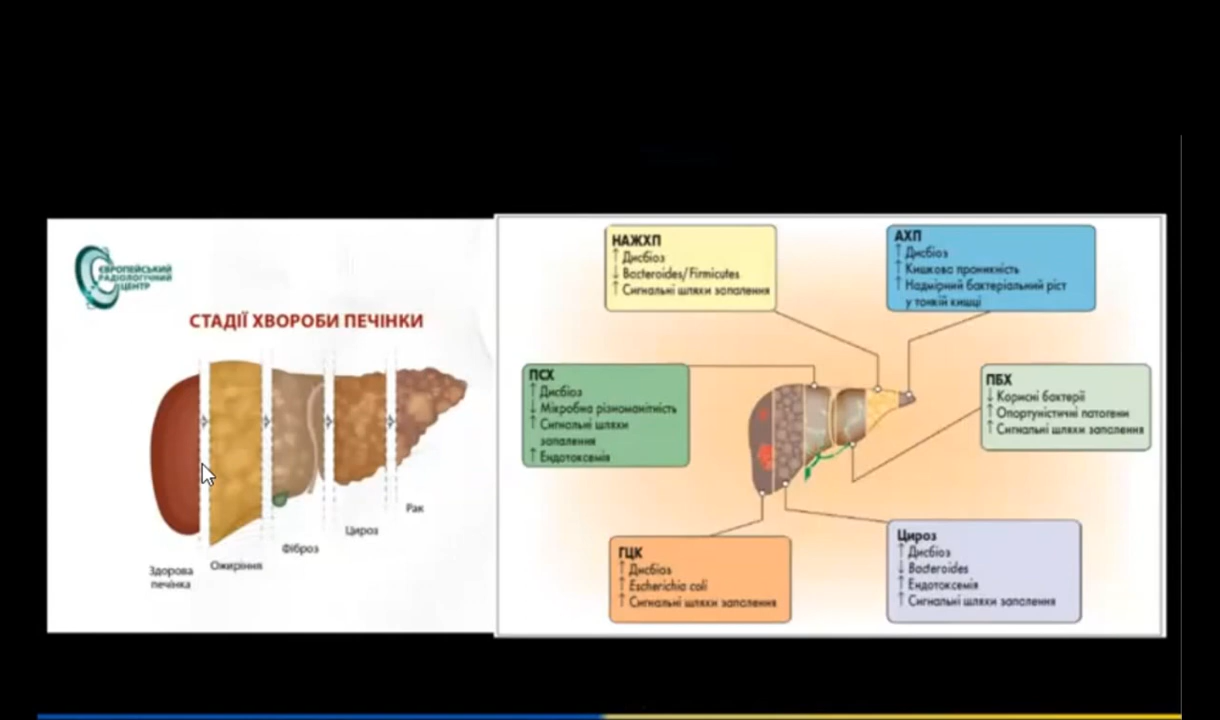 ЄВРОПЕЙСЬКИЙ
РАДІОЛОГІЧНИЙ
ЦЕНТР
СТАДІЇ ХВОРОБИ ПЕЧІНКИ
Здорова
печінка
Ожиріння
Фіброз
Цироз
Рак
НАЖХП
↑ Дисбіоз
↓ Bacteroides/Firmicutes
↑ Сигнальні шляхи запалення
АХП
↑ Дисбіоз
↑ Кишкова проникність
↑ Надмірний бактеріальний ріст
у тонкій кишці
ПСХ
↑ Дисбіоз
↓ Мікробна різноманітність
↑ Сигнальні шляхи
запалення
↑ Ендотоксемія
ПБХ
↓ Корисні бактерії
↑ Опортуністичні патогени
↑ Сигнальні шляхи запалення
ГЦК
↑ Дисбіоз
↑ Escherichia coli
↑ Сигнальні шляхи запалення
Цироз
↑ Дисбіоз
↓ Bacteroides
↑ Ендотоксемія
↑ Сигнальні шляхи запалення